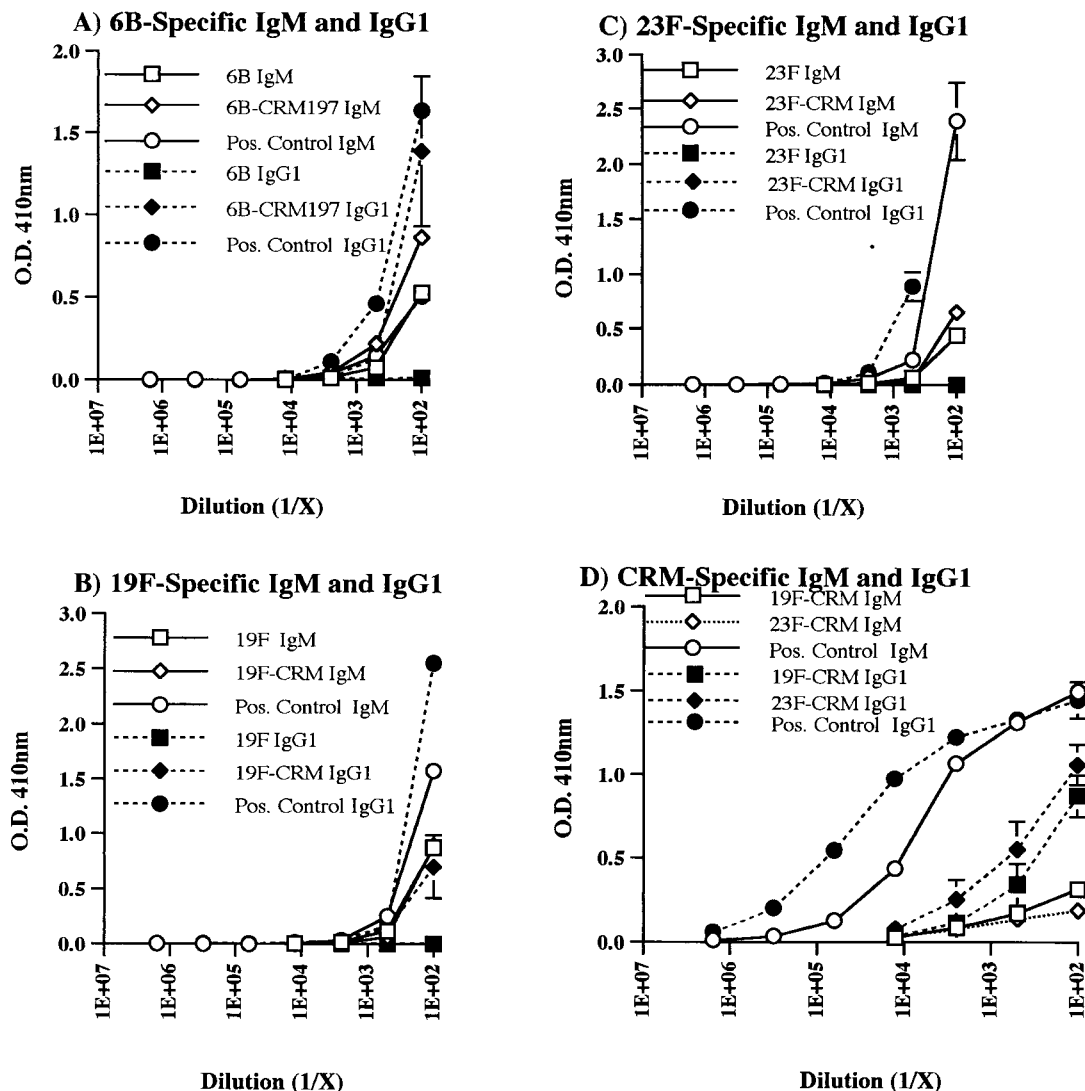 A) 6B-Specific IgM and IgG1
2.0
1.5
1.0
0.5
0.0
O.D. 410nm
6B IgM
6B-CRM197 IgM
Pos. Control IgM
6B IgG1
6B-CRM197 IgG1
Pos. Control IgG1
1E+07
1E+06
1E+05
1E+04
1E+03
1E+02
Dilution (1/X)
C) 23F-Specific IgM and IgG1
3.0
2.5
2.0
1.5
1.0
0.5
0.0
O.D. 410nm
23F IgM
23F-CRM IgM
Pos. Control IgM
23F IgG1
23F-CRM IgG1
Pos. Control IgG1
1E+07
1E+06
1E+05
1E+04
1E+03
1E+02
Dilution (1/X)
B) 19F-Specific IgM and IgG1
3.0
2.5
2.0
1.5
1.0
0.5
0.0
O.D. 410nm
19F IgM
19F-CRM IgM
Pos. Control IgM
19F IgG1
19F-CRM IgG1
Pos. Control IgG1
1E+07
1E+06
1E+05
1E+04
1E+03
1E+02
Dilution (1/X)
D) CRM-Specific IgM and IgG1
2.0
1.5
1.0
0.5
0.0
O.D. 410nm
19F-CRM IgM
23F-CRM IgM
Pos. Control IgM
19F-CRM IgG1
23F-CRM IgG1
Pos. Control IgG1
1E+06
1E+05
1E+04
1E+03
1E+02
Dilution (1/X)